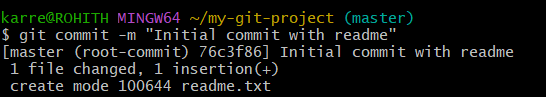 karre@ROHITH MINGW64 ~/my-git-project (master)
$ git commit -m "Initial commit with readme"
[master (root-commit) 76c3f86] Initial commit with readme
 1 file changed, 1 insertion(+)
 create mode 100644 readme.txt